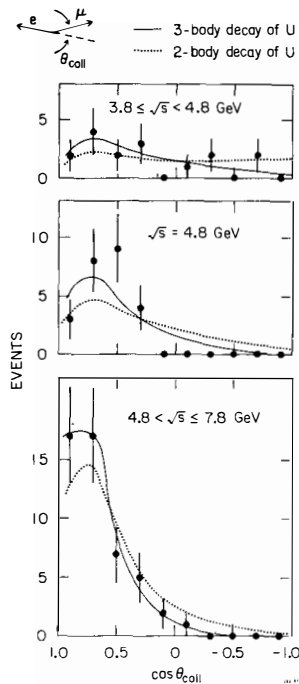 e μ
θcoll
3-body decay of U
2-body decay of U
3.8 ≤ √s < 4.8 GeV
5
0
√s = 4.8 GeV
10
5
0
EVENTS
4.8 < √s ≤ 7.8 GeV
15
10
5
0
1.0 0.5 0 -0.5 -1.0
cos θcoll